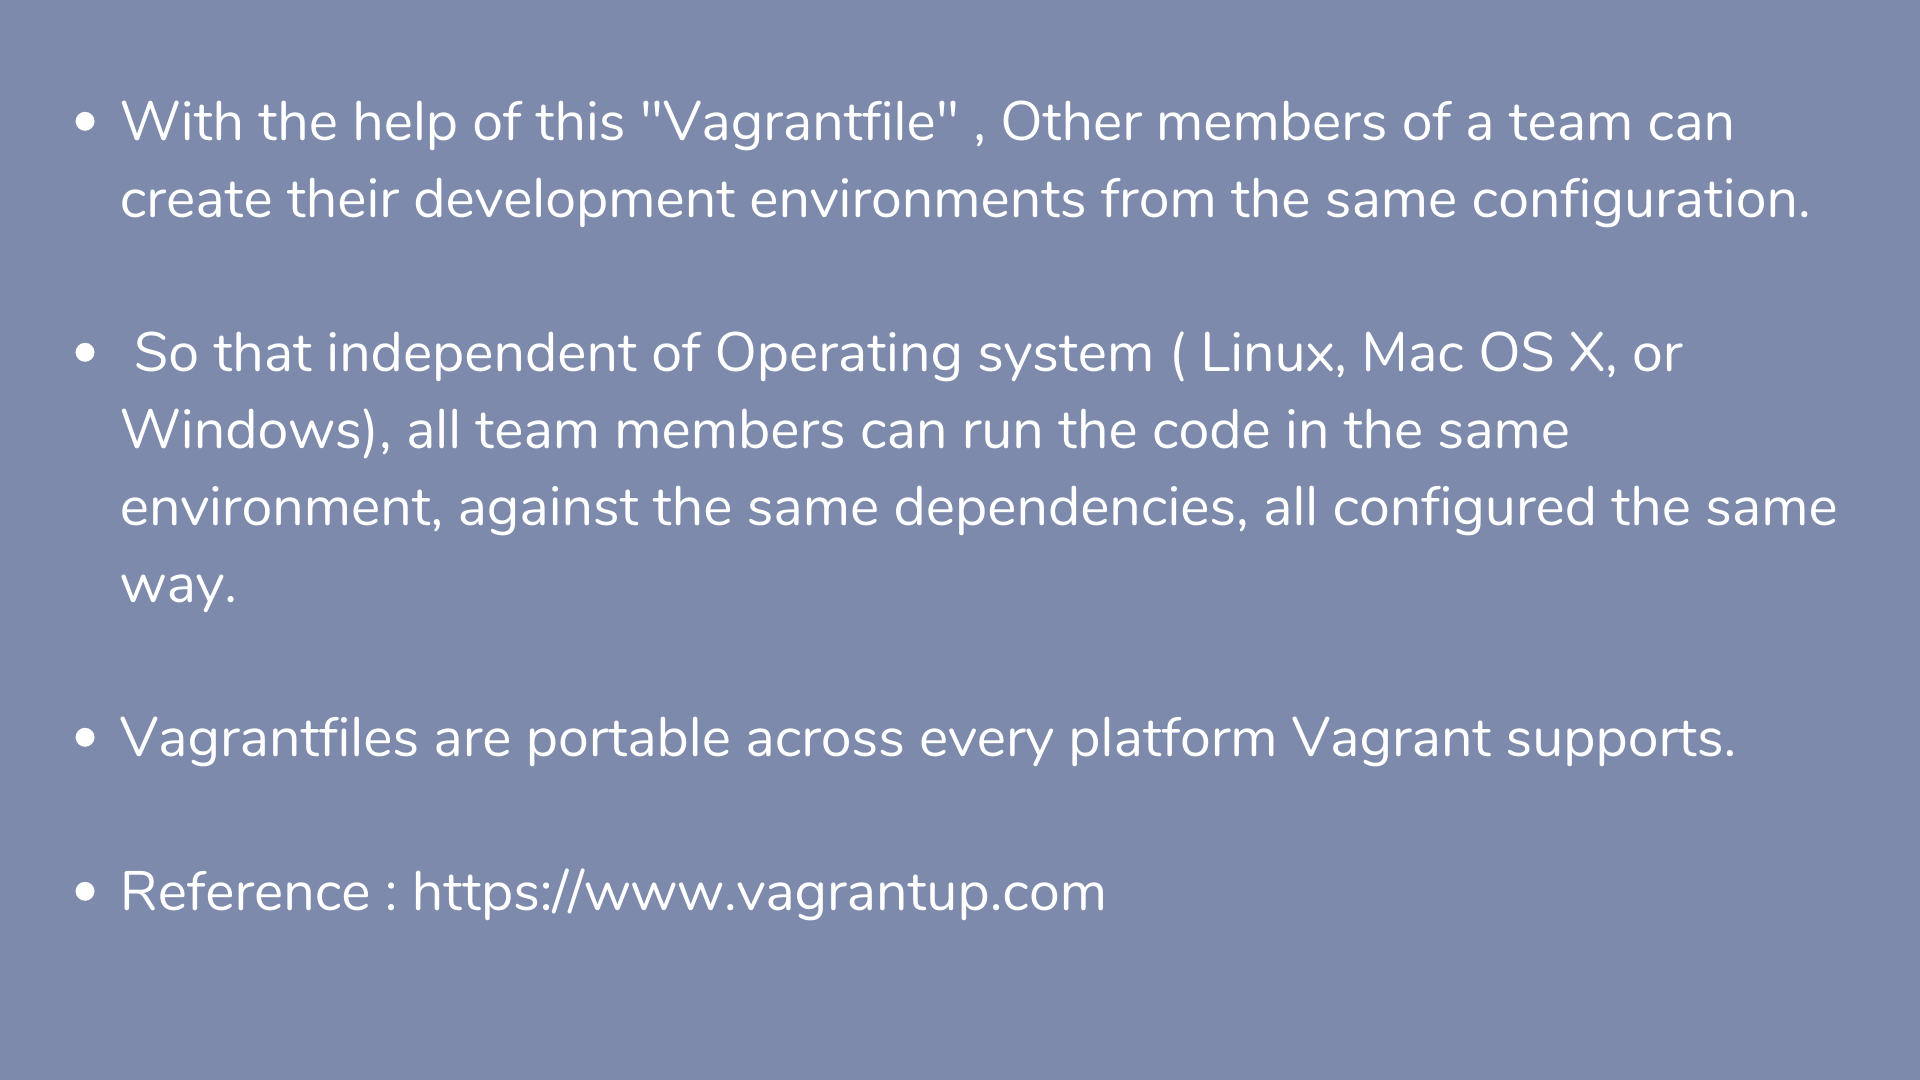 • With the help of this "Vagrantfile" , Other members of a team can
create their development environments from the same configuration.
• So that independent of Operating system ( Linux, Mac OS X, or
Windows), all team members can run the code in the same
environment, against the same dependencies, all configured the same
way.
• Vagrantfiles are portable across every platform Vagrant supports.
• Reference : https://www.vagrantup.com